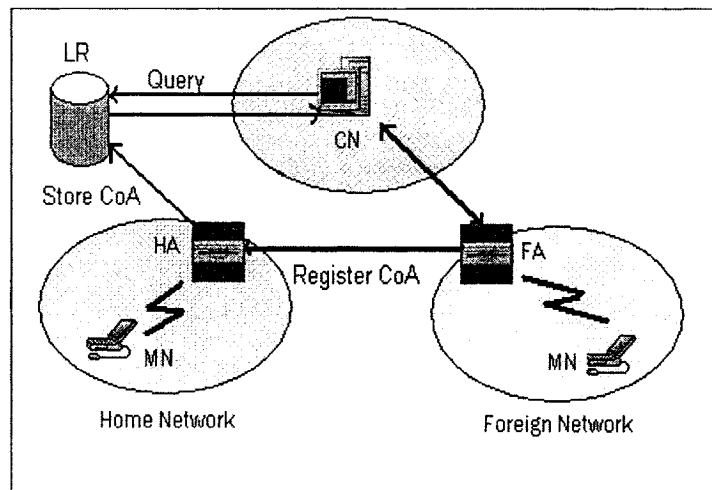 LR
Query
CN
Store CoA
HA
FA
Register CoA
MN
MN
Home Network
Foreign Network